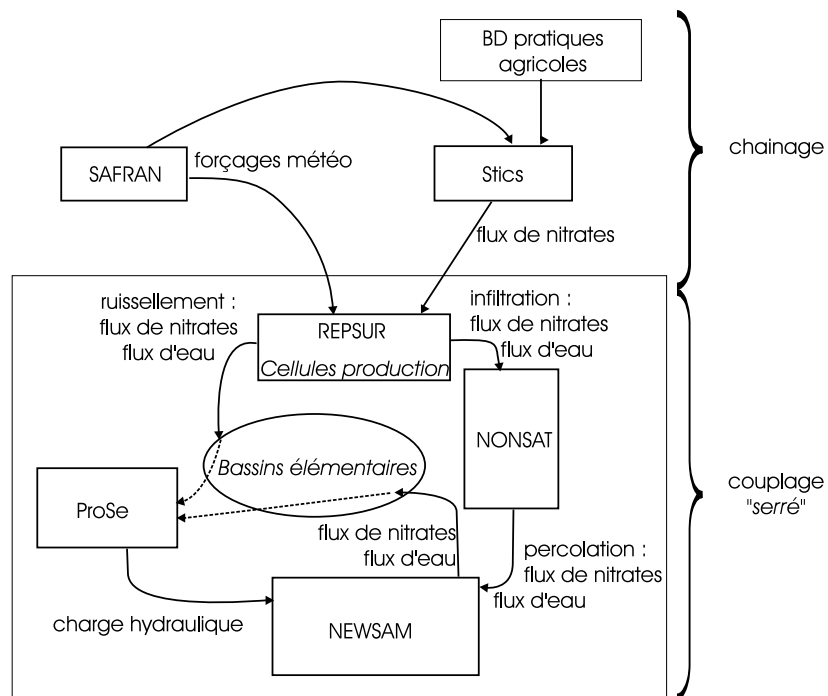 BD pratiques
agricoles
chainage
SAFRAN
forçages météo
Stics
flux de nitrates
ruissellement :
flux de nitrates
flux d'eau
REPSUR
Cellules production
infiltration :
flux de nitrates
flux d'eau
NONSAT
Bassins élémentaires
ProSe
couplage
"serré"
flux de nitrates
flux d'eau
percolation :
flux de nitrates
flux d'eau
charge hydraulique
NEWSAM